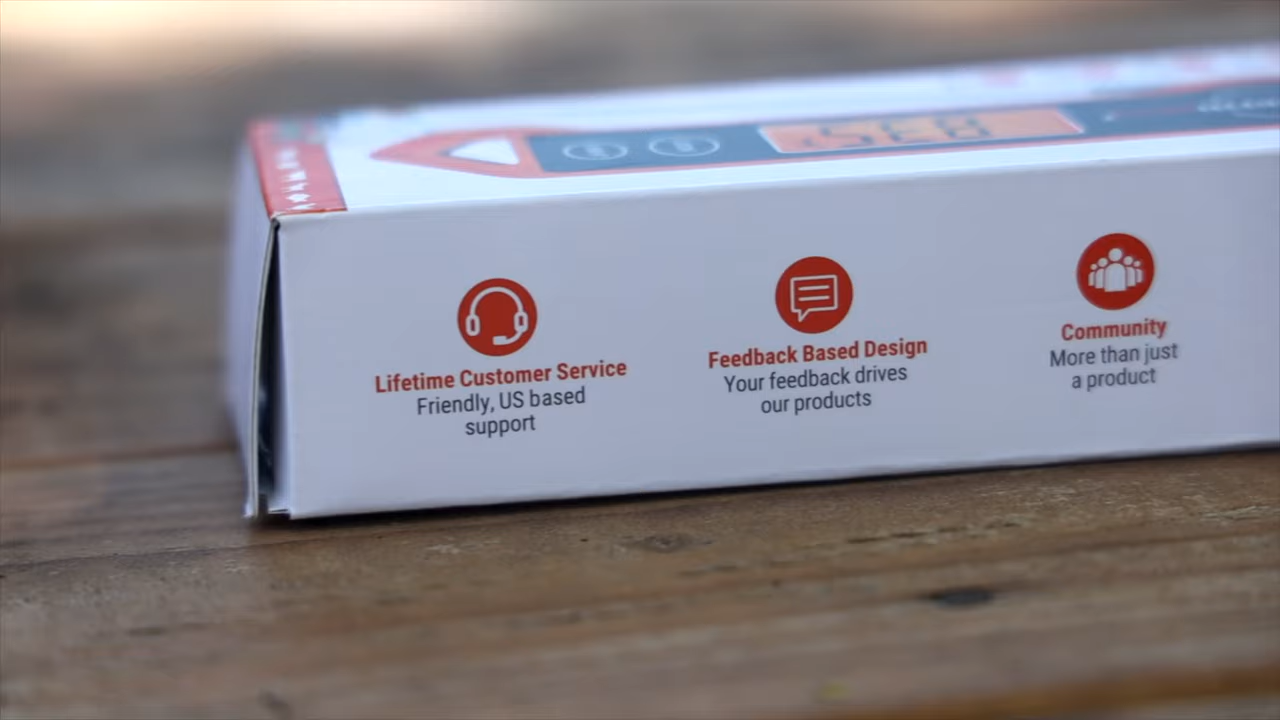 Lifetime Customer Service
Friendly, US based
support
Feedback Based Design
Your feedback drives
our products
Community
More than just
a product